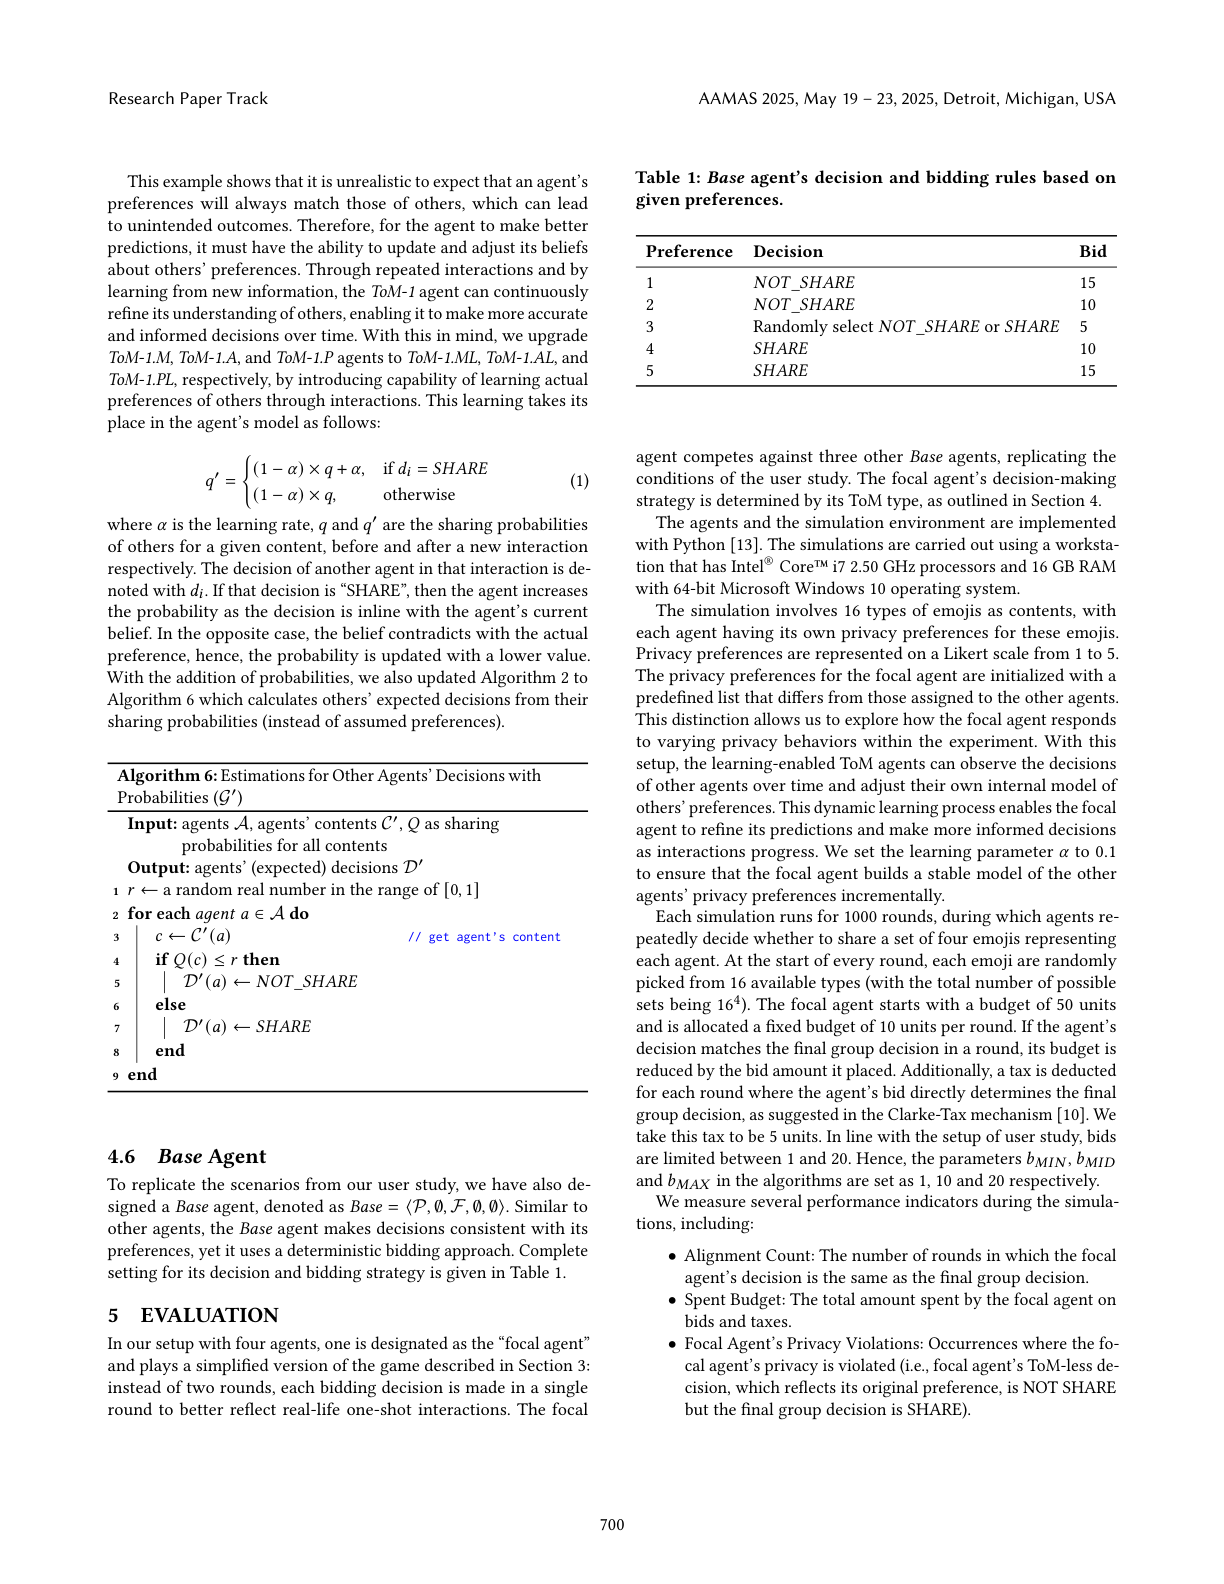 Research Paper Track
AAMAS 2025, May 19 – 23, 2025, Detroit, Michigan, USA
This example shows that it is unrealistic to expect that an agent's
preferences will always match those of others, which can lead
to unintended outcomes. Therefore, for the agent to make better
predictions, it must have the ability to update and adjust its beliefs
about others' preferences. Through repeated interactions and by
learning from new information, the ToM-1 agent can continuously
refine its understanding of others, enabling it to make more accurate
and informed decisions over time. With this in mind, we upgrade
ToM-1.M, ToM-1.A, and ToM-1.P agents to ToM-1.ML, ToM-1.AL, and
ToM-1.PL, respectively, by introducing capability of learning actual
preferences of others through interactions. This learning takes its
place in the agent's model as follows:
q′ = { (1 − α) × q + α, if d_i = SHARE
(1 − α) × q, otherwise (1)
where α is the learning rate, q and q′ are the sharing probabilities
of others for a given content, before and after a new interaction
respectively. The decision of another agent in that interaction is de-
noted with d_i. If that decision is "SHARE", then the agent increases
the probability as the decision is inline with the agent's current
belief. In the opposite case, the belief contradicts with the actual
preference, hence, the probability is updated with a lower value.
With the addition of probabilities, we also updated Algorithm 2 to
Algorithm 6 which calculates others' expected decisions from their
sharing probabilities (instead of assumed preferences).
Algorithm 6: Estimations for Other Agents' Decisions with
Probabilities (𝒢′)
Input: agents 𝒜, agents' contents 𝒞′, Q as sharing
probabilities for all contents
Output: agents' (expected) decisions 𝒟′
1 r ← a random real number in the range of [0, 1]
2 for each agent a ∈ 𝒜 do
3 c ← 𝒞′(a) // get agent's content
4 if Q(c) ≤ r then
5 𝒟′(a) ← NOT_SHARE
6 else
7 𝒟′(a) ← SHARE
8 end
9 end
4.6 Base Agent
To replicate the scenarios from our user study, we have also de-
signed a Base agent, denoted as Base = ⟨𝒫, ∅, ℱ, ∅, ∅⟩. Similar to
other agents, the Base agent makes decisions consistent with its
preferences, yet it uses a deterministic bidding approach. Complete
setting for its decision and bidding strategy is given in Table 1.
5 EVALUATION
In our setup with four agents, one is designated as the "focal agent"
and plays a simplified version of the game described in Section 3:
instead of two rounds, each bidding decision is made in a single
round to better reflect real-life one-shot interactions. The focal
Table 1: Base agent's decision and bidding rules based on
given preferences.
Preference Decision Bid
1 NOT_SHARE 15
2 NOT_SHARE 10
3 Randomly select NOT_SHARE or SHARE 5
4 SHARE 10
5 SHARE 15
agent competes against three other Base agents, replicating the
conditions of the user study. The focal agent's decision-making
strategy is determined by its ToM type, as outlined in Section 4.
The agents and the simulation environment are implemented
with Python [13]. The simulations are carried out using a worksta-
tion that has Intel® Core™ i7 2.50 GHz processors and 16 GB RAM
with 64-bit Microsoft Windows 10 operating system.
The simulation involves 16 types of emojis as contents, with
each agent having its own privacy preferences for these emojis.
Privacy preferences are represented on a Likert scale from 1 to 5.
The privacy preferences for the focal agent are initialized with a
predefined list that differs from those assigned to the other agents.
This distinction allows us to explore how the focal agent responds
to varying privacy behaviors within the experiment. With this
setup, the learning-enabled ToM agents can observe the decisions
of other agents over time and adjust their own internal model of
others' preferences. This dynamic learning process enables the focal
agent to refine its predictions and make more informed decisions
as interactions progress. We set the learning parameter α to 0.1
to ensure that the focal agent builds a stable model of the other
agents' privacy preferences incrementally.
Each simulation runs for 1000 rounds, during which agents re-
peatedly decide whether to share a set of four emojis representing
each agent. At the start of every round, each emoji are randomly
picked from 16 available types (with the total number of possible
sets being 16⁴). The focal agent starts with a budget of 50 units
and is allocated a fixed budget of 10 units per round. If the agent's
decision matches the final group decision in a round, its budget is
reduced by the bid amount it placed. Additionally, a tax is deducted
for each round where the agent's bid directly determines the final
group decision, as suggested in the Clarke-Tax mechanism [10]. We
take this tax to be 5 units. In line with the setup of user study, bids
are limited between 1 and 20. Hence, the parameters b_MIN, b_MID
and b_MAX in the algorithms are set as 1, 10 and 20 respectively.
We measure several performance indicators during the simula-
tions, including:
• Alignment Count: The number of rounds in which the focal
agent's decision is the same as the final group decision.
• Spent Budget: The total amount spent by the focal agent on
bids and taxes.
• Focal Agent's Privacy Violations: Occurrences where the fo-
cal agent's privacy is violated (i.e., focal agent's ToM-less de-
cision, which reflects its original preference, is NOT SHARE
but the final group decision is SHARE).
700